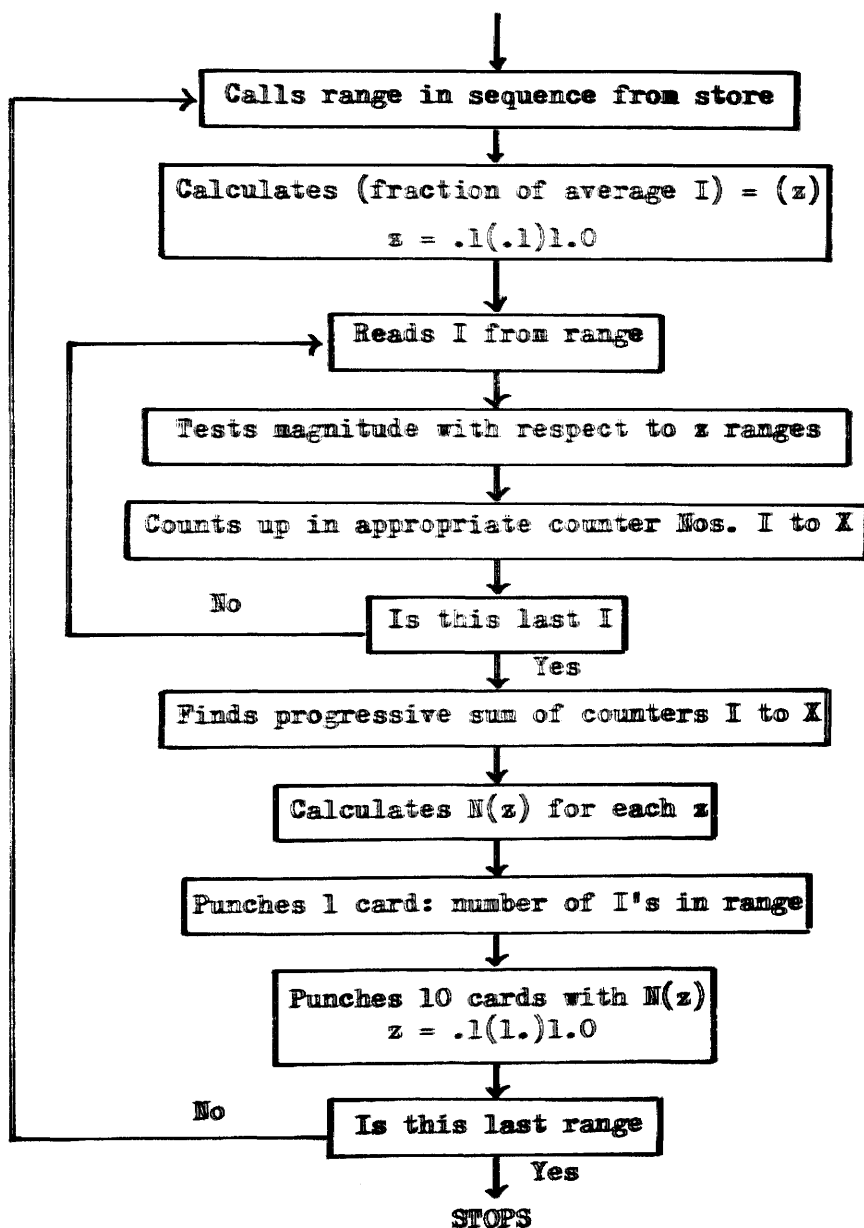 Calls range in sequence from store
Calculates (fraction of average I) = (z)
z = .1(.1)1.0
Reads I from range
Tests magnitude with respect to z ranges
Counts up in appropriate counter Nos. I to X
No
Is this last I
Yes
Finds progressive sum of counters I to X
Calculates N(z) for each z
Punches 1 card: number of I's in range
Punches 10 cards with N(z)
z = .1(1.)1.0
No
Is this last range
Yes
STOPS